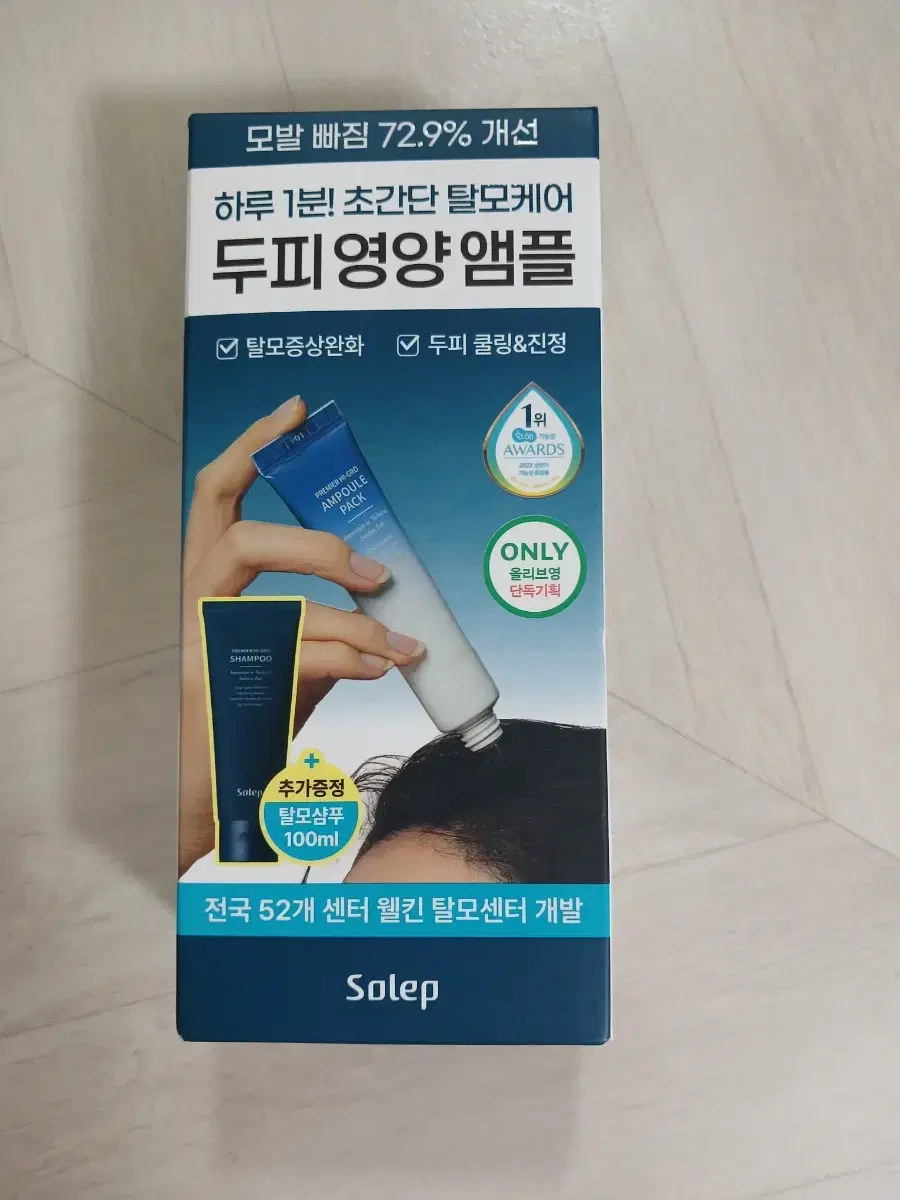 모발 빠짐 72.9% 개선
하루 1분! 초간단 탈모케어
두피 영양 앰플
탈모증상완화
두피 쿨링&진정
1위
AWARDS
PREMIER HI-GRO
AMPOULE
PACK
ONLY
올리브영
단독기획
PREMIER HI-GRO
SHAMPOO
Solep
+
추가증정
탈모샴푸
100ml
전국 52개 센터 웰킨 탈모센터 개발
Solep